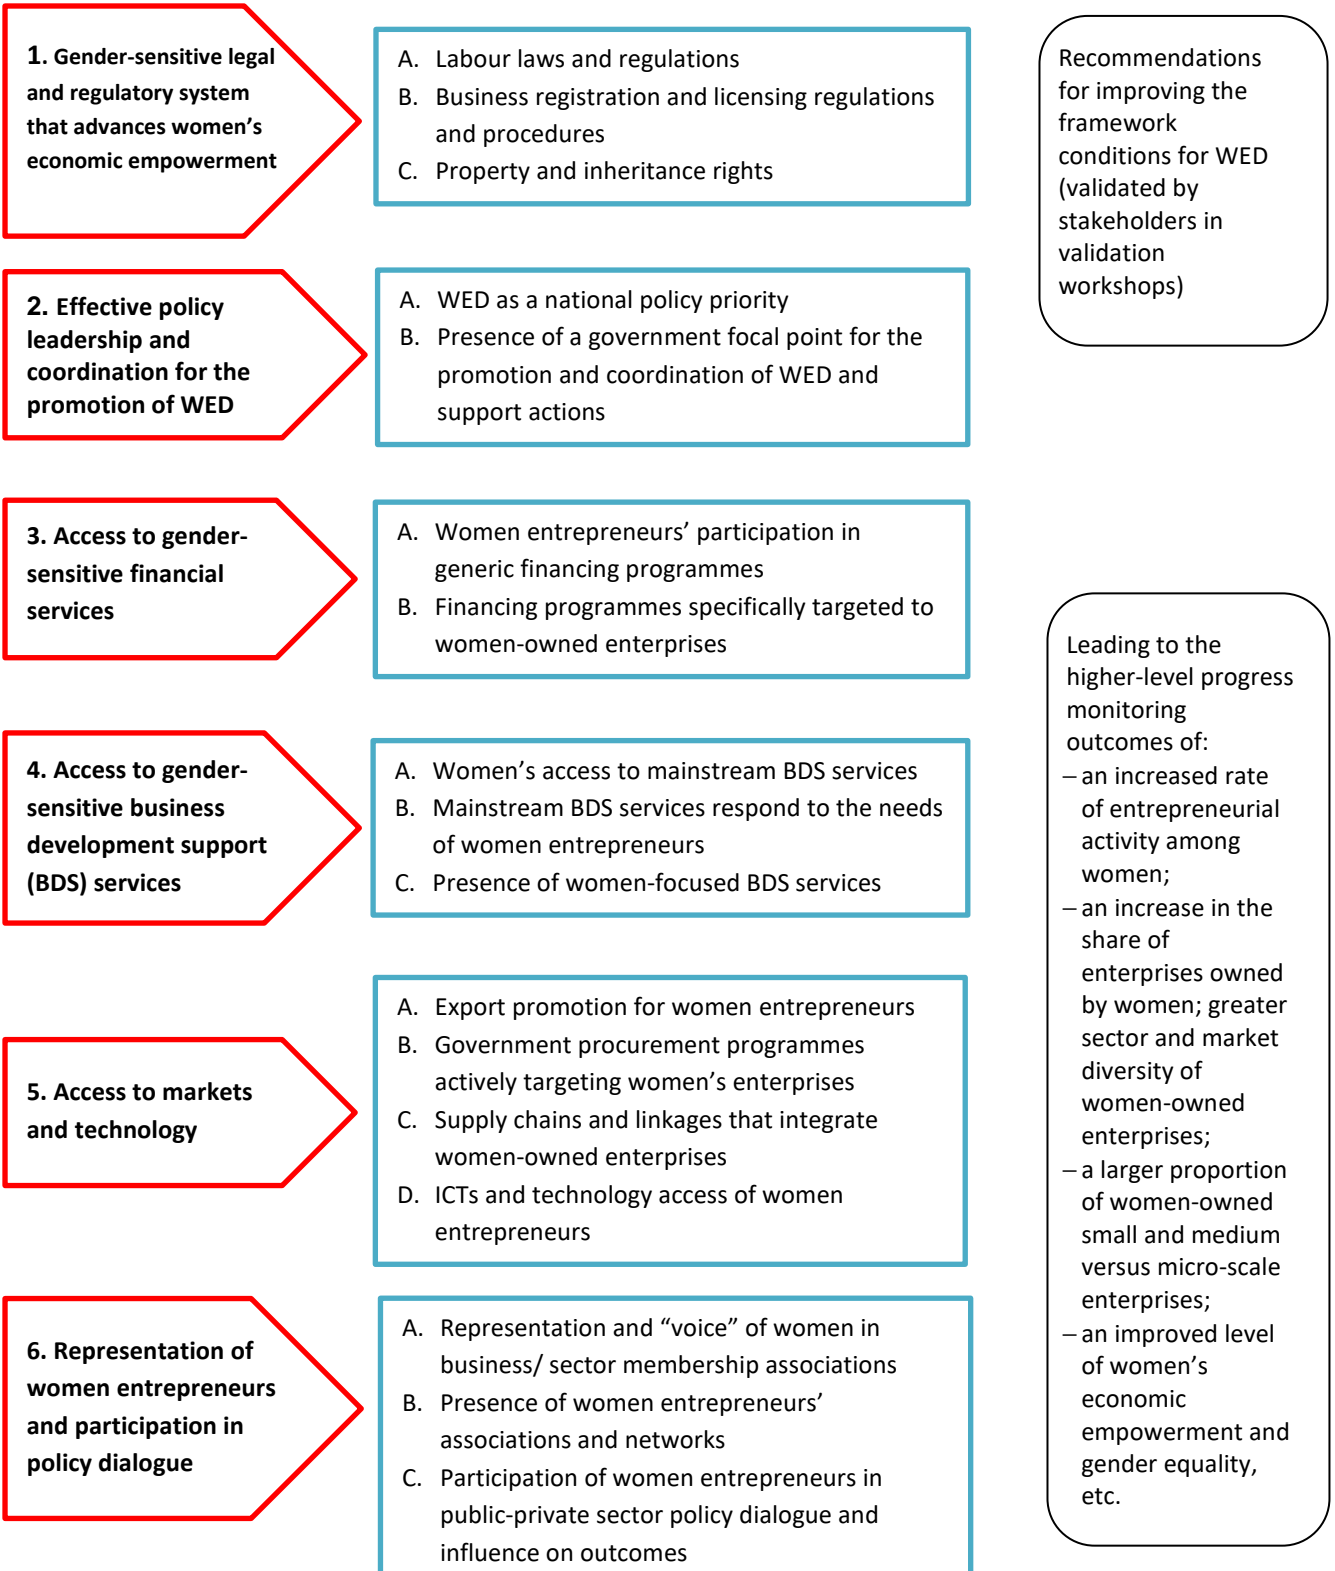 1. Gender-sensitive legal
and regulatory system
that advances women’s
economic empowerment
A. Labour laws and regulations
B. Business registration and licensing regulations
and procedures
C. Property and inheritance rights
2. Effective policy
leadership and
coordination for the
promotion of WED
A. WED as a national policy priority
B. Presence of a government focal point for the
promotion and coordination of WED and
support actions
3. Access to gender-
sensitive financial
services
A. Women entrepreneurs’ participation in
generic financing programmes
B. Financing programmes specifically targeted to
women-owned enterprises
4. Access to gender-
sensitive business
development support
(BDS) services
A. Women’s access to mainstream BDS services
B. Mainstream BDS services respond to the needs
of women entrepreneurs
C. Presence of women-focused BDS services
5. Access to markets
and technology
A. Export promotion for women entrepreneurs
B. Government procurement programmes
actively targeting women’s enterprises
C. Supply chains and linkages that integrate
women-owned enterprises
D. ICTs and technology access of women
entrepreneurs
6. Representation of
women entrepreneurs
and participation in
policy dialogue
A. Representation and “voice” of women in
business/ sector membership associations
B. Presence of women entrepreneurs’
associations and networks
C. Participation of women entrepreneurs in
public-private sector policy dialogue and
influence on outcomes
Recommendations
for improving the
framework
conditions for WED
(validated by
stakeholders in
validation
workshops)
Leading to the
higher-level progress
monitoring
outcomes of:
– an increased rate
of entrepreneurial
activity among
women;
– an increase in the
share of
enterprises owned
by women; greater
sector and market
diversity of
women-owned
enterprises;
– a larger proportion
of women-owned
small and medium
versus micro-scale
enterprises;
– an improved level
of women’s
economic
empowerment and
gender equality,
etc.